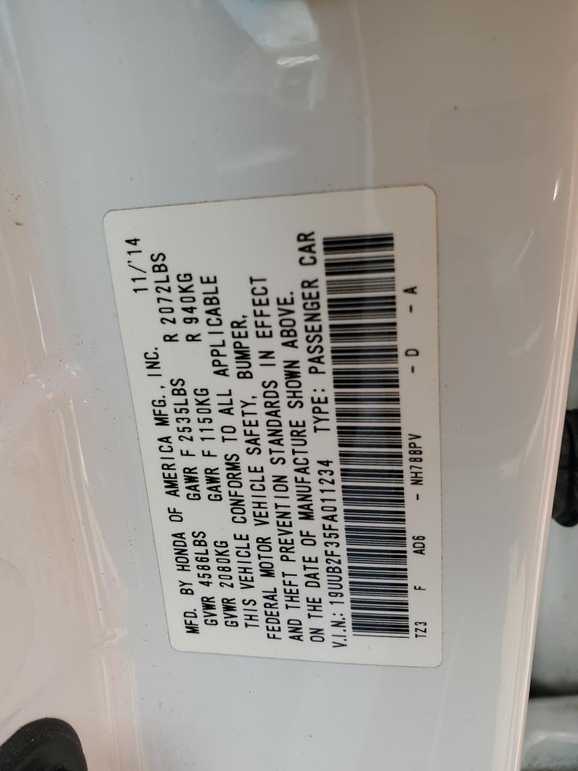 MFD. BY HONDA OF AMERICA MFG., INC. 11/'14
GVWR 4586LBS GAWR F 2535LBS R 2072LBS
GVWR 2080KG GAWR F 1150KG R 940KG
THIS VEHICLE CONFORMS TO ALL APPLICABLE
FEDERAL MOTOR VEHICLE SAFETY, BUMPER,
AND THEFT PREVENTION STANDARDS IN EFFECT
ON THE DATE OF MANUFACTURE SHOWN ABOVE.
V.I.N.: 19UUB2F35FA011234 TYPE: PASSENGER CAR
TZ3 F AD6 - NH788PV - D - A